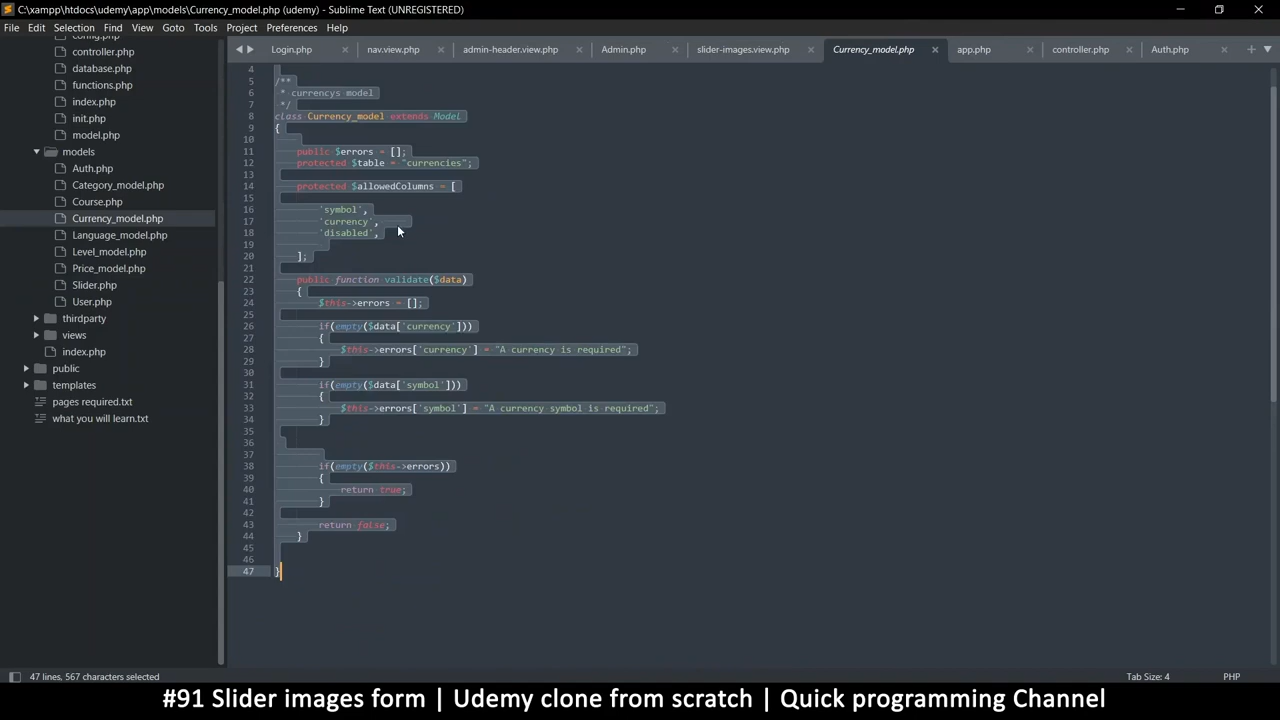 C:\xampp\htdocs\udemy\app\models\Currency_model.php (udemy) - Sublime Text (UNREGISTERED)
File Edit Selection Find View Goto Tools Project Preferences Help
config.php
controller.php
database.php
functions.php
index.php
init.php
model.php
models
Auth.php
Category_model.php
Course.php
Currency_model.php
Language_model.php
Level_model.php
Price_model.php
Slider.php
User.php
thirdparty
views
index.php
public
templates
pages required.txt
what you will learn.txt
Login.php nav.view.php admin-header.view.php Admin.php slider-images.view.php Currency_model.php app.php controller.php Auth.php
4
5 /**
6 * currencys model
7 */
8 class Currency_model extmnds Model
9 {
10
11 public $errors = [];
12 protected $table = "currencies";
13
14 protected $allowedColumns = [
15
16 'symbol',
17 'currency',
18 'disabled',
19
20 ];
21
22 public function validate($data)
23 {
24 $this->errors = [];
25
26 if(empty($data['currency']))
27 {
28 $this->errors['currency'] = "A currency is required";
29 }
30
31 if(empty($data['symbol']))
32 {
33 $this->errors['symbol'] = "A currency symbol is required";
34 }
35
36
37
38 if(empty($this->errors))
39 {
40 return true;
41 }
42
43 return false;
44 }
45
46
47 }
47 lines, 567 characters selected Tab Size: 4 PHP
#91 Slider images form | Udemy clone from scratch | Quick programming Channel